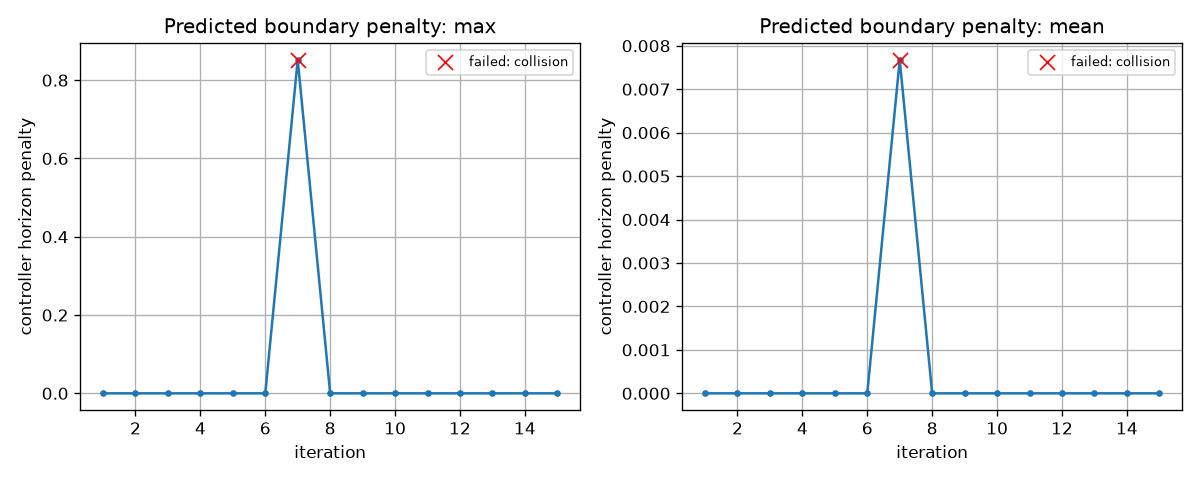 Predicted boundary penalty: max
failed: collision
0.8
0.6
0.4
0.2
0.0
controller horizon penalty
2 4 6 8 10 12 14
iteration
Predicted boundary penalty: mean
failed: collision
0.008
0.007
0.006
0.005
0.004
0.003
0.002
0.001
0.000
controller horizon penalty
2 4 6 8 10 12 14
iteration